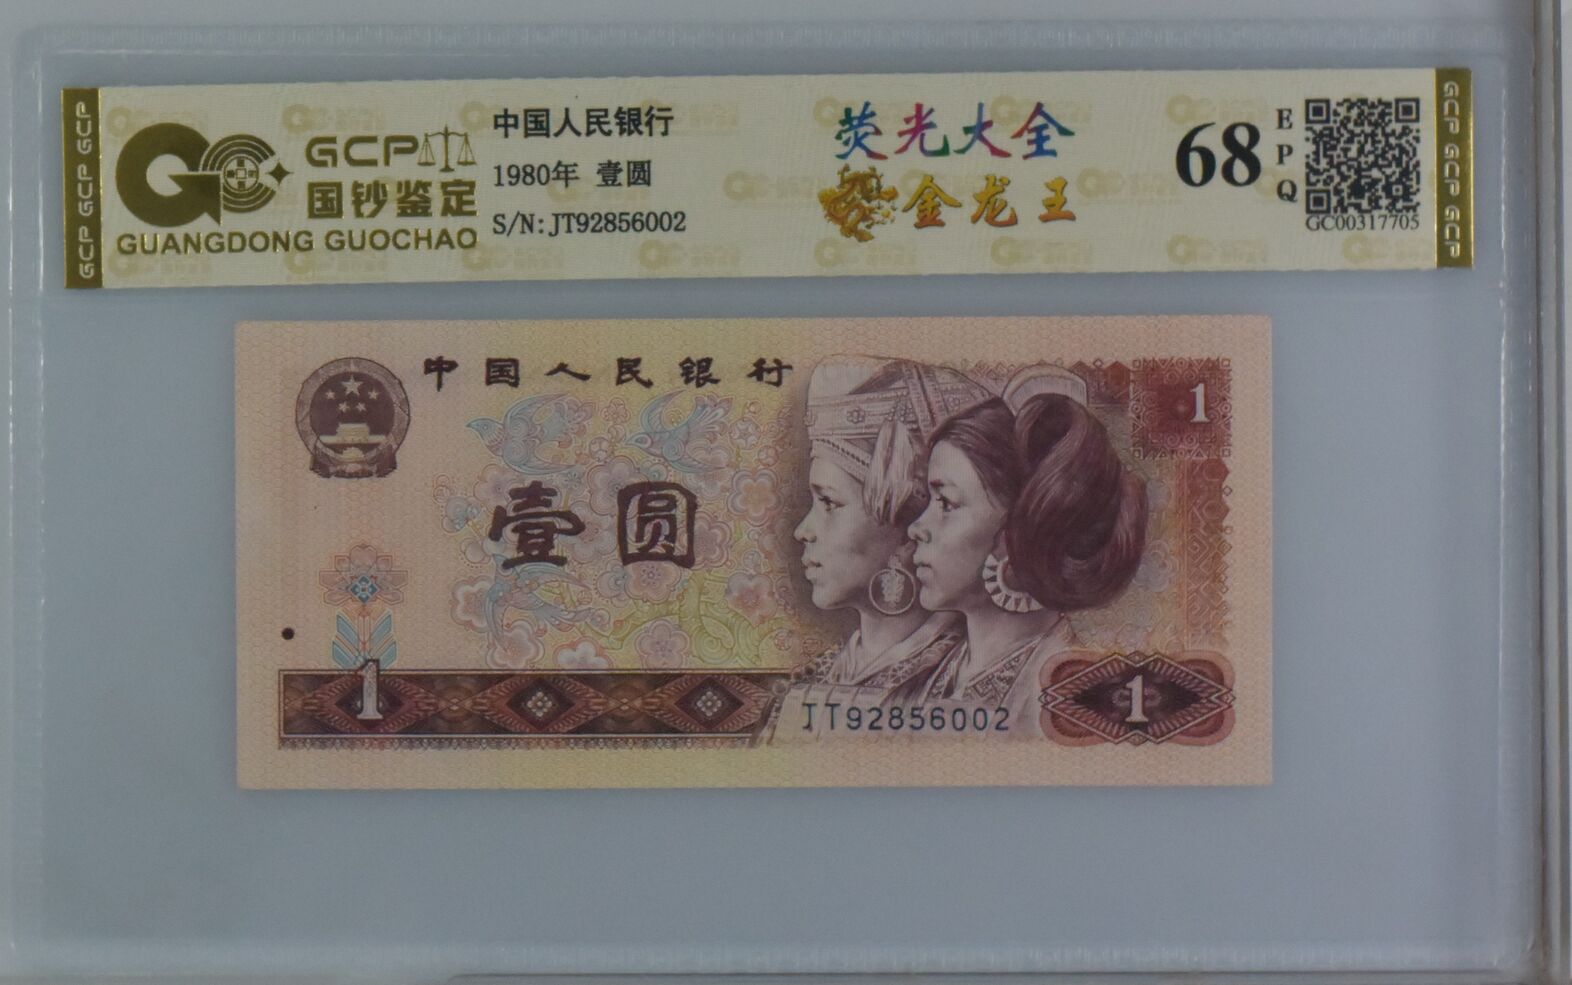 GCP GCP GCP
GCP
国钞鉴定
GUANGDONG GUOCHAO
中国人民银行
1980年 壹圆
S/N: JT92856002
荧光大全
金龙王
68
EPQ
GC00317705
GCP GCP GCP
中国人民银行
1
壹圆
1
JT92856002
1